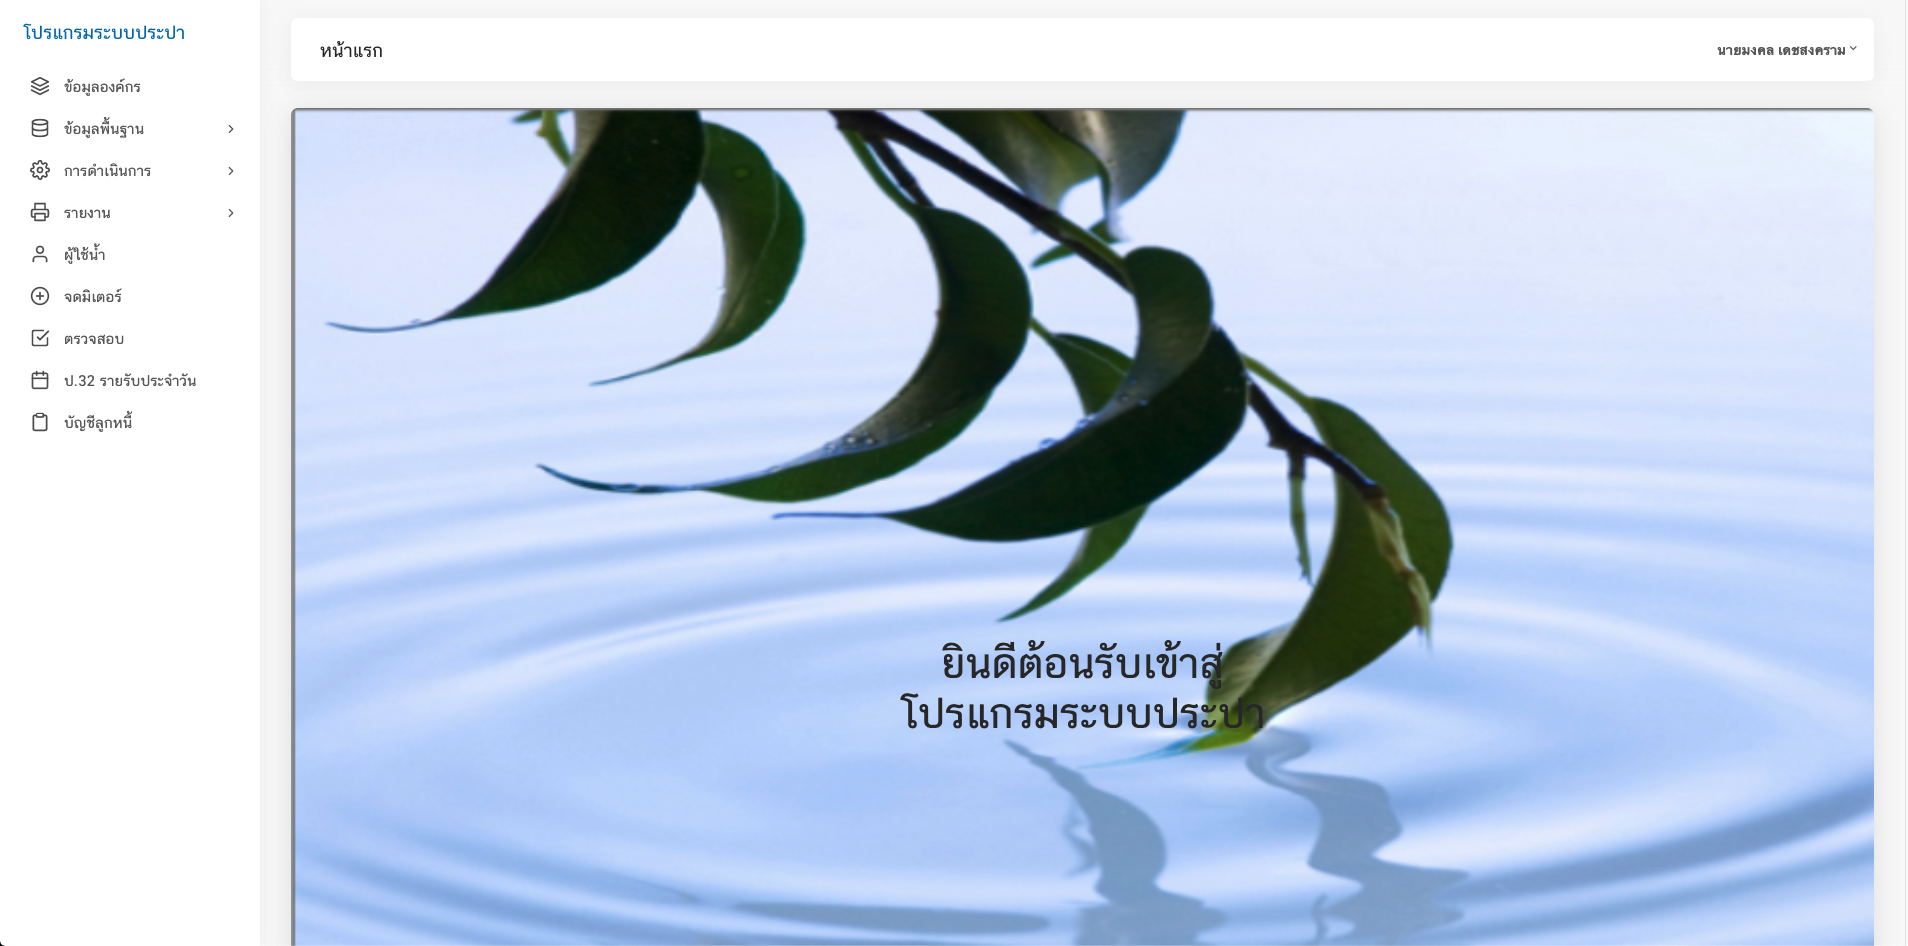 โปรแกรมระบบประปา
ข้อมูลองค์กร
ข้อมูลพื้นฐาน
การดำเนินการ
รายงาน
ผู้ใช้น้ำ
จดมิเตอร์
ตรวจสอบ
ป.32 รายรับประจำวัน
บัญชีลูกหนี้
หน้าแรก
นายมงคล เดชสงคราม
ยินดีต้อนรับเข้าสู่
โปรแกรมระบบประปา